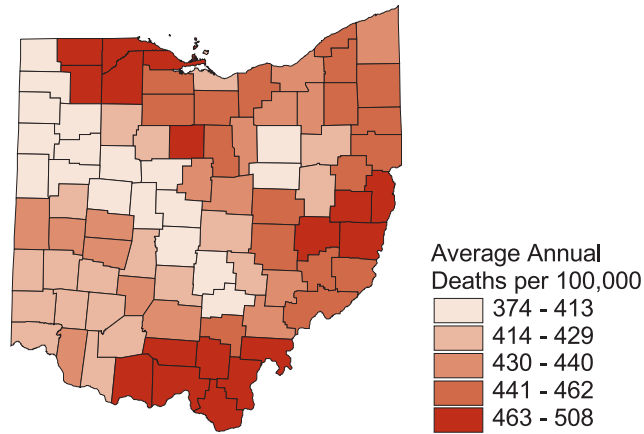 Average Annual
Deaths per 100,000
374 - 413
414 - 429
430 - 440
441 - 462
463 - 508